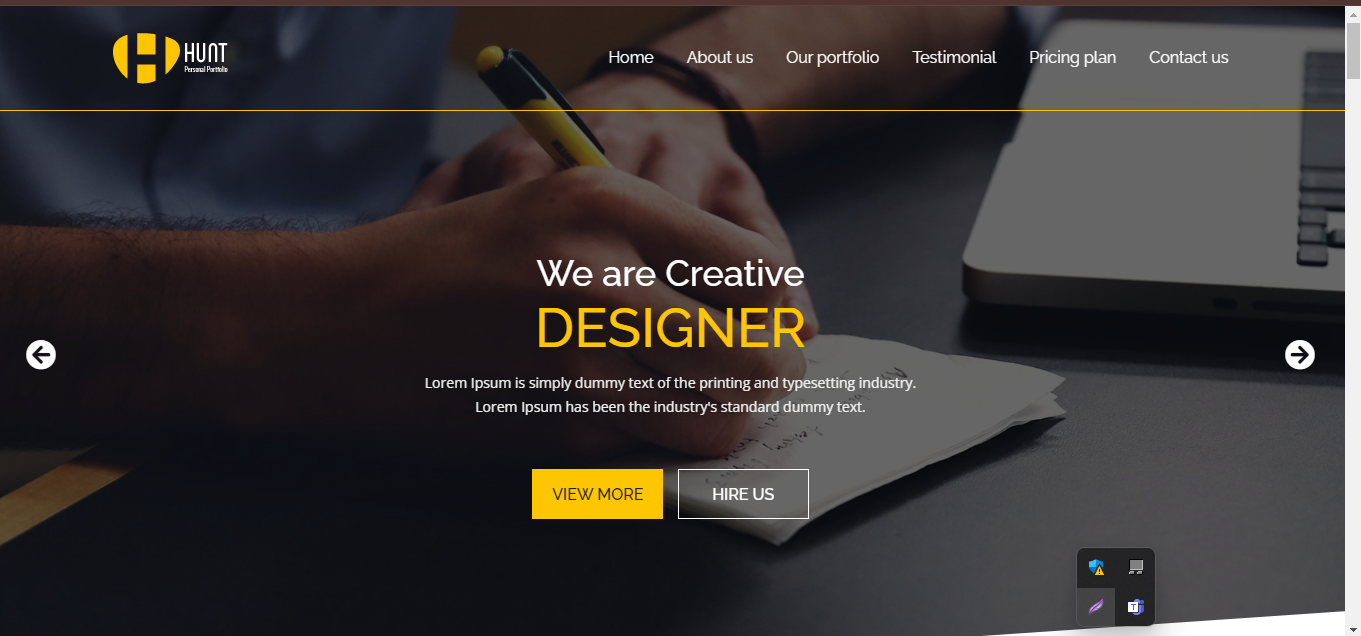 HUNT
Personal Portfolio
Home About us Our portfolio Testimonial Pricing plan Contact us
We are Creative
DESIGNER
Lorem Ipsum is simply dummy text of the printing and typesetting industry.
Lorem Ipsum has been the industry's standard dummy text.
VIEW MORE HIRE US